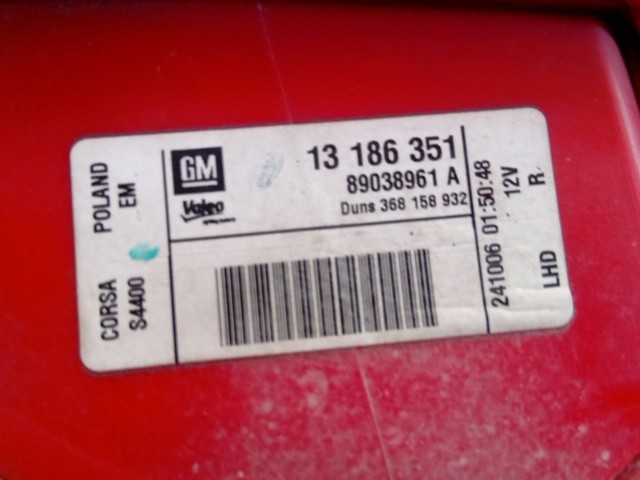 POLAND
EM
CORSA
S4400
GM
Valeo
13 186 351
89038961 A
Duns 368 158 932
241006 01:50:48
12V
R
LHD